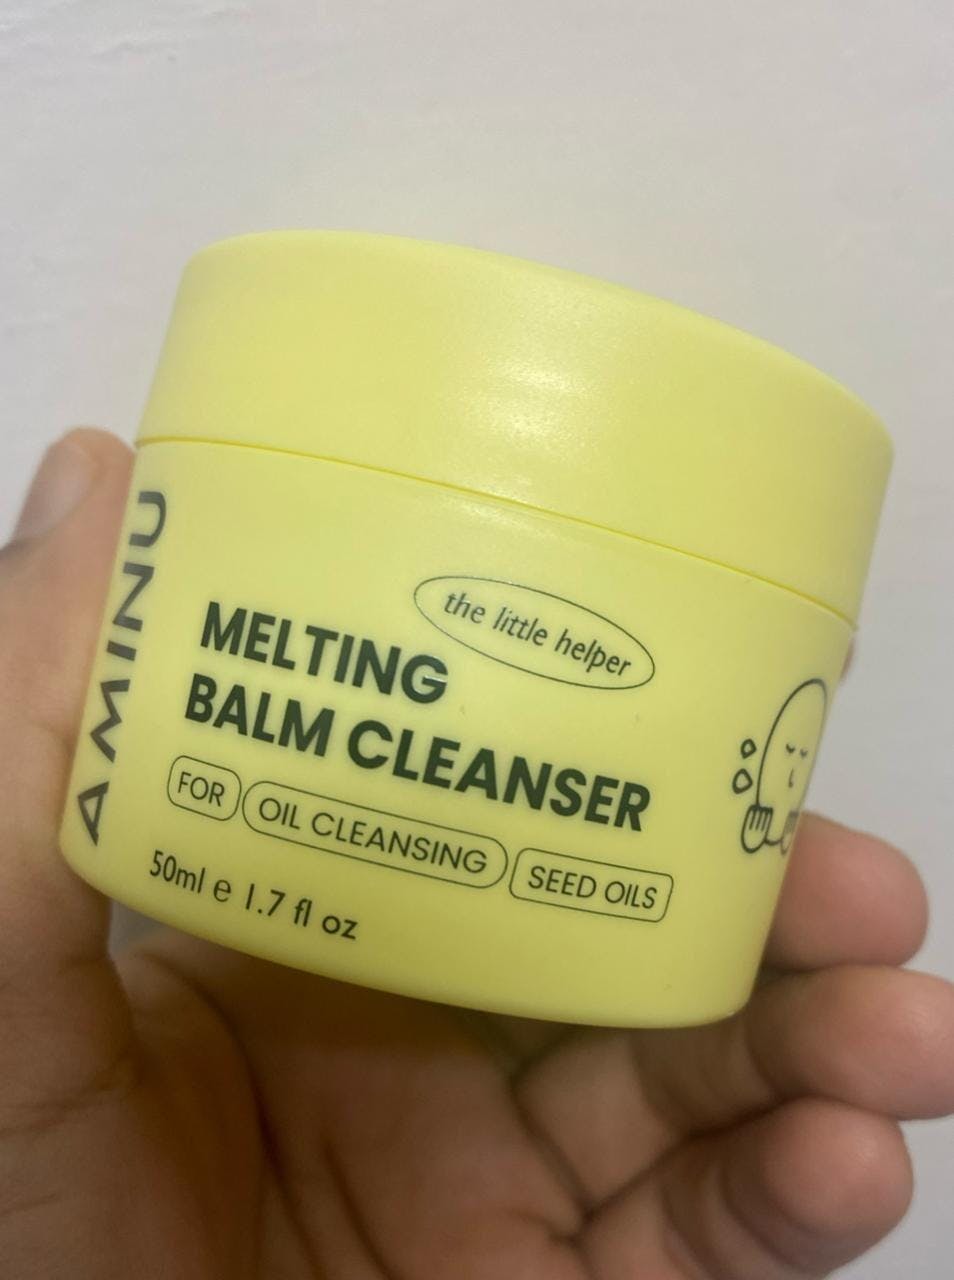 AMINU
the little helper
MELTING
BALM CLEANSER
FOR OIL CLEANSING SEED OILS
50ml e 1.7 fl oz